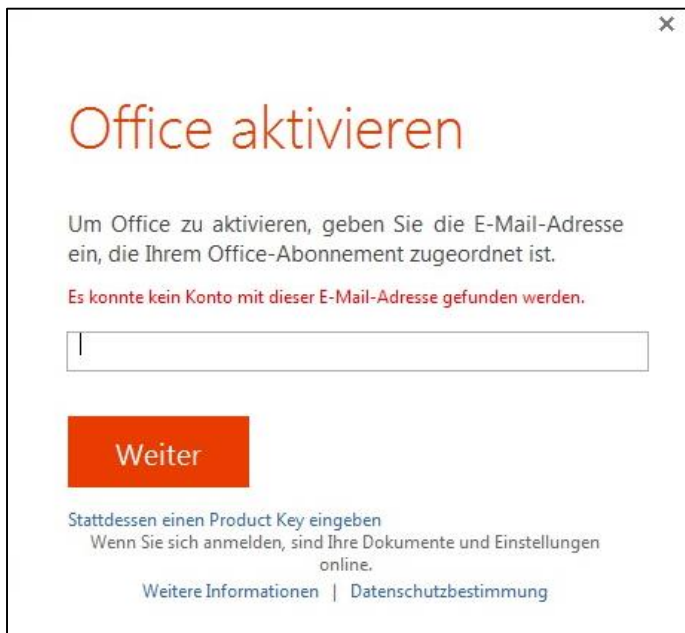 Office aktivieren
Um Office zu aktivieren, geben Sie die E-Mail-Adresse
ein, die Ihrem Office-Abonnement zugeordnet ist.
Es konnte kein Konto mit dieser E-Mail-Adresse gefunden werden.
Weiter
Stattdessen einen Product Key eingeben
Wenn Sie sich anmelden, sind Ihre Dokumente und Einstellungen
online.
Weitere Informationen | Datenschutzbestimmung